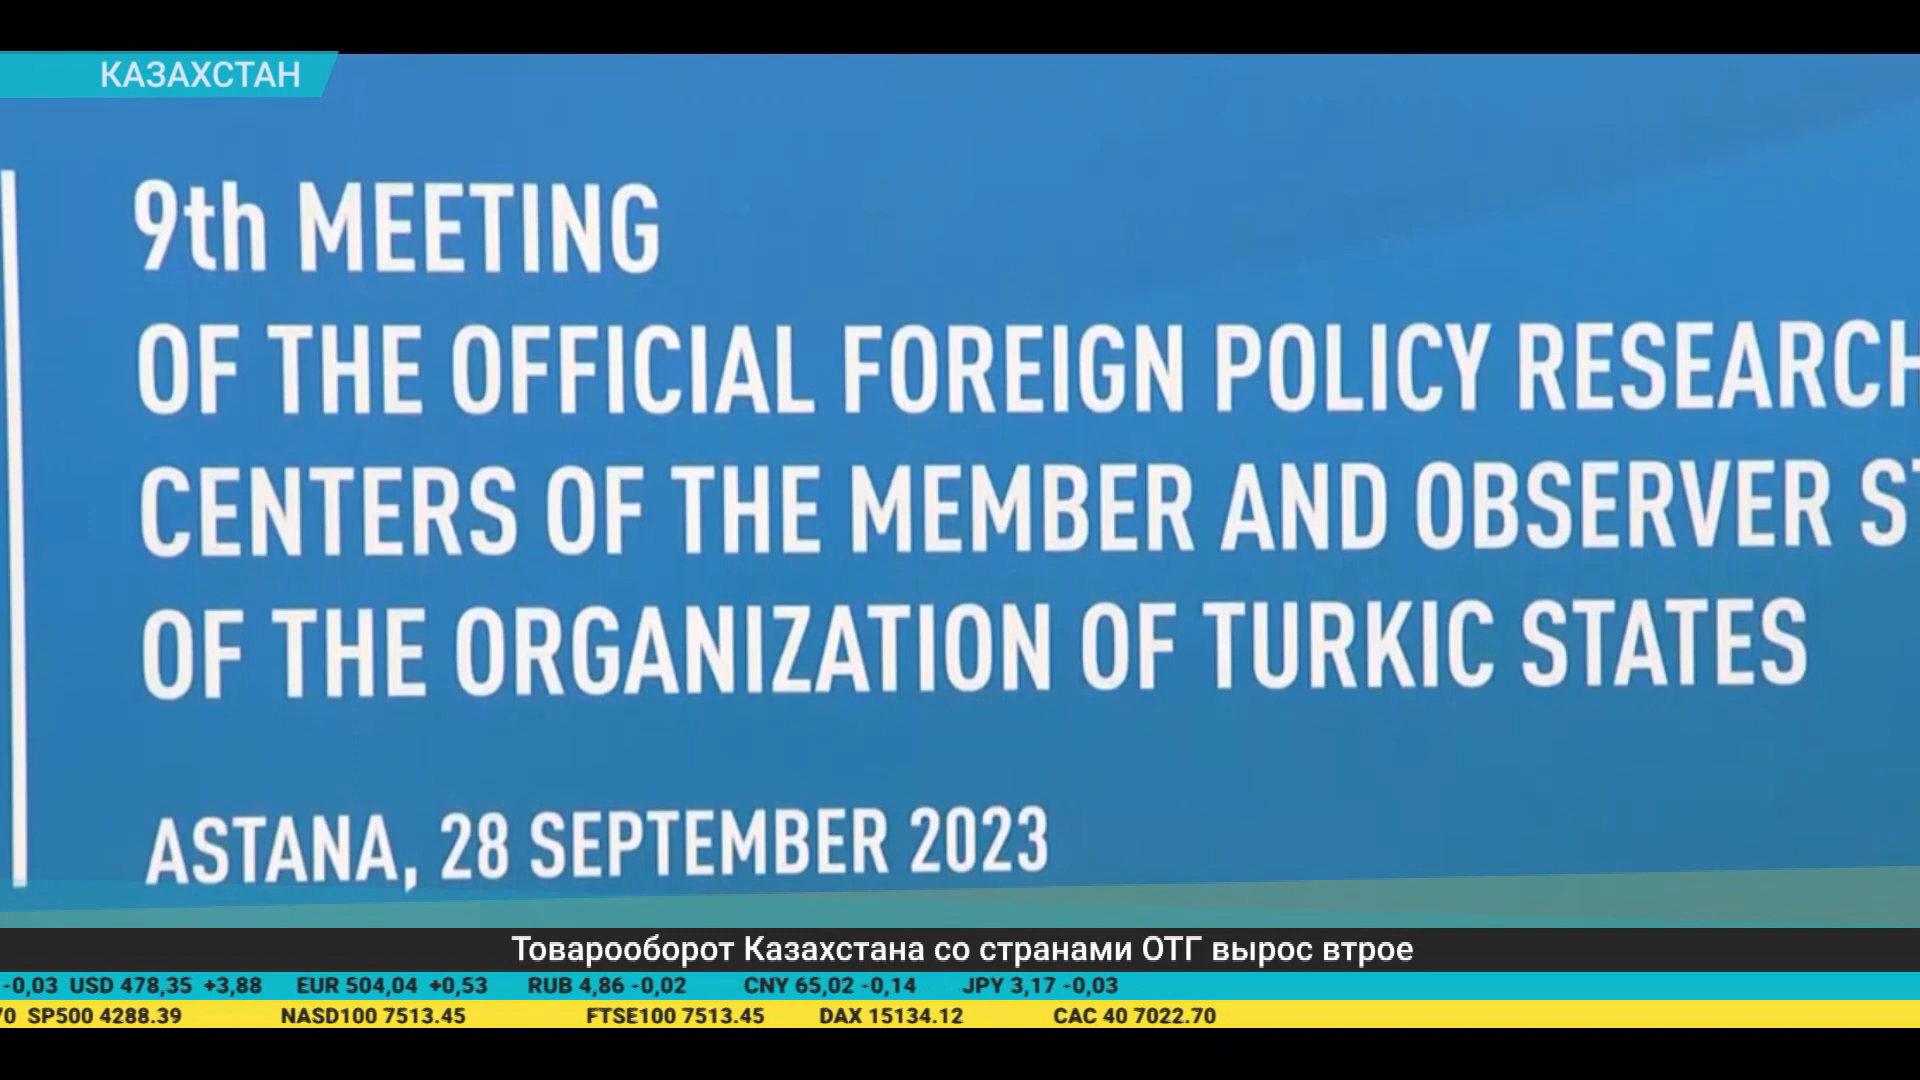 КАЗАХСТАН
9th MEETING
OF THE OFFICIAL FOREIGN POLICY RESEARCH
CENTERS OF THE MEMBER AND OBSERVER
OF THE ORGANIZATION OF TURKIC STATES
ASTANA, 28 SEPTEMBER 2023
Товарооборот Казахстана со странами ОТГ вырос втрое
-0,03 USD 478,35 +3,88 EUR 504,04 +0,53 RUB 4,86 -0,02 CNY 65,02 -0,14 JPY 3,17 -0,03
SP500 4288.39 NASD100 7513.45 FTSE100 7513.45 DAX 15134.12 CAC 40 7022.70